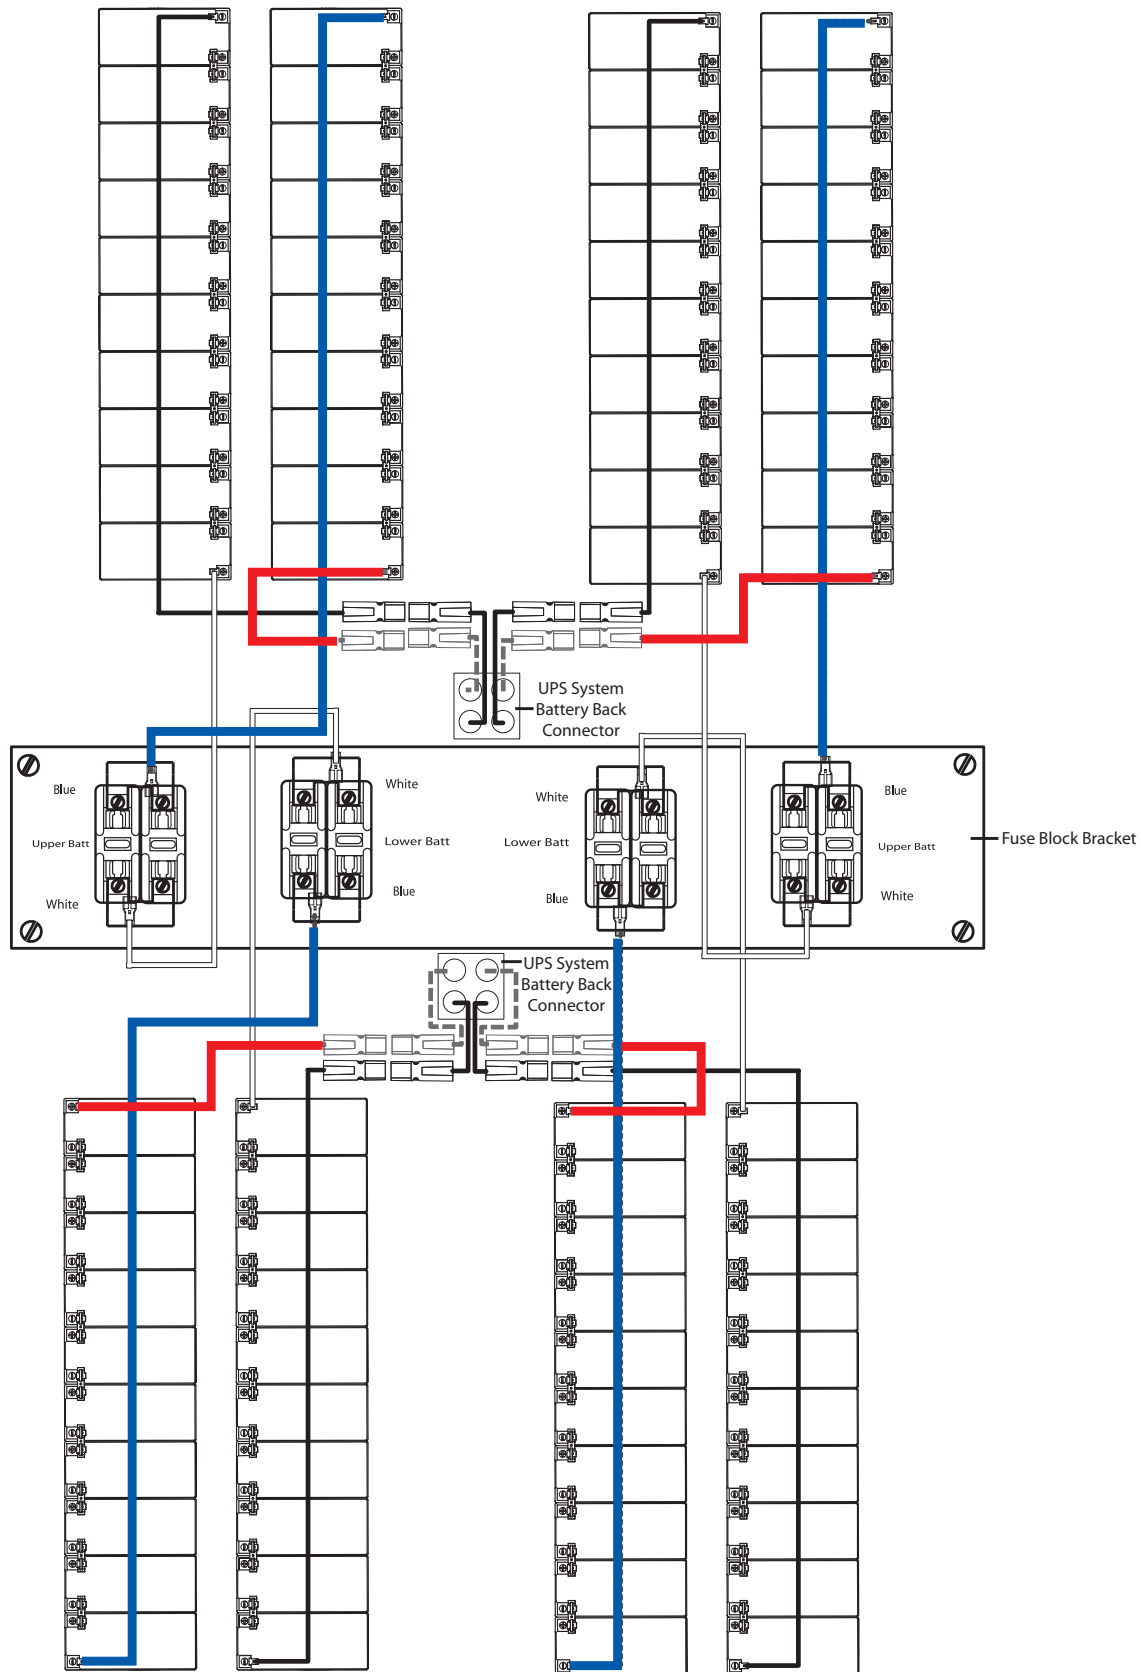 UPS System
Battery Back
Connector
Blue
Upper Batt
White
White
Lower Batt
Blue
White
Lower Batt
Blue
Blue
Upper Batt
White
Fuse Block Bracket
UPS System
Battery Back
Connector